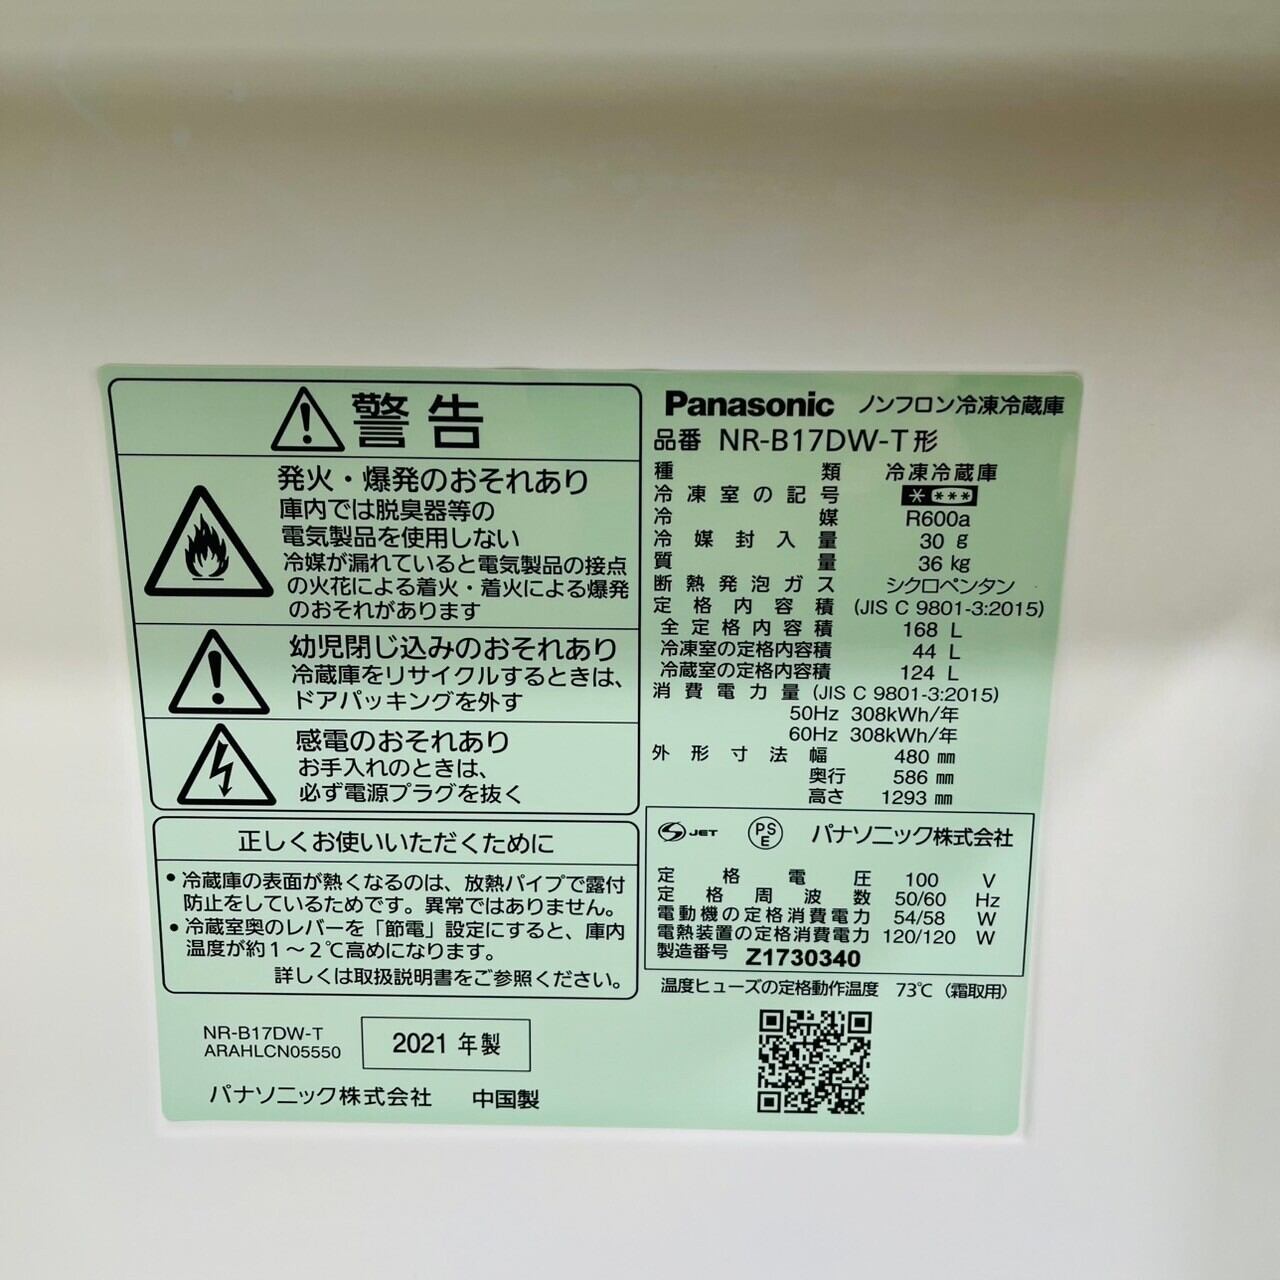 警告
発火・爆発のおそれあり
庫内では脱臭器等の
電気製品を使用しない
冷媒が漏れていると電気製品の接点
の火花による着火・着火による爆発
のおそれがあります
幼児閉じ込みのおそれあり
冷蔵庫をリサイクルするときは、
ドアパッキングを外す
感電のおそれあり
お手入れのときは、
必ず電源プラグを抜く
正しくお使いいただくために
・冷蔵庫の表面が熱くなるのは、放熱パイプで露付
防止をしているためです。異常ではありません。
・冷蔵室奥のレバーを「節電」設定にすると、庫内
温度が約1～2℃高めになります。
詳しくは取扱説明書をご参照ください。
NR-B17DW-T
ARAHLCN05550
2021 年製
パナソニック株式会社 中国製
Panasonic ノンフロン冷凍冷蔵庫
品番 NR-B17DW-T形
種類 冷凍冷蔵庫
冷凍室の記号 * ***
冷媒 R600a
冷媒封入量 30 g
質量 36 kg
断熱発泡ガス シクロペンタン
定格内容積 (JIS C 9801-3:2015)
全定格内容積 168 L
冷凍室の定格内容積 44 L
冷蔵室の定格内容積 124 L
消費電力量 (JIS C 9801-3:2015)
50Hz 308kWh/年
60Hz 308kWh/年
外形寸法 幅 480 mm
奥行 586 mm
高さ 1293 mm
JET PS E パナソニック株式会社
定格電圧 100 V
定格周波数 50/60 Hz
電動機の定格消費電力 54/58 W
電熱装置の定格消費電力 120/120 W
製造番号 Z1730340
温度ヒューズの定格動作温度 73℃（霜取用）